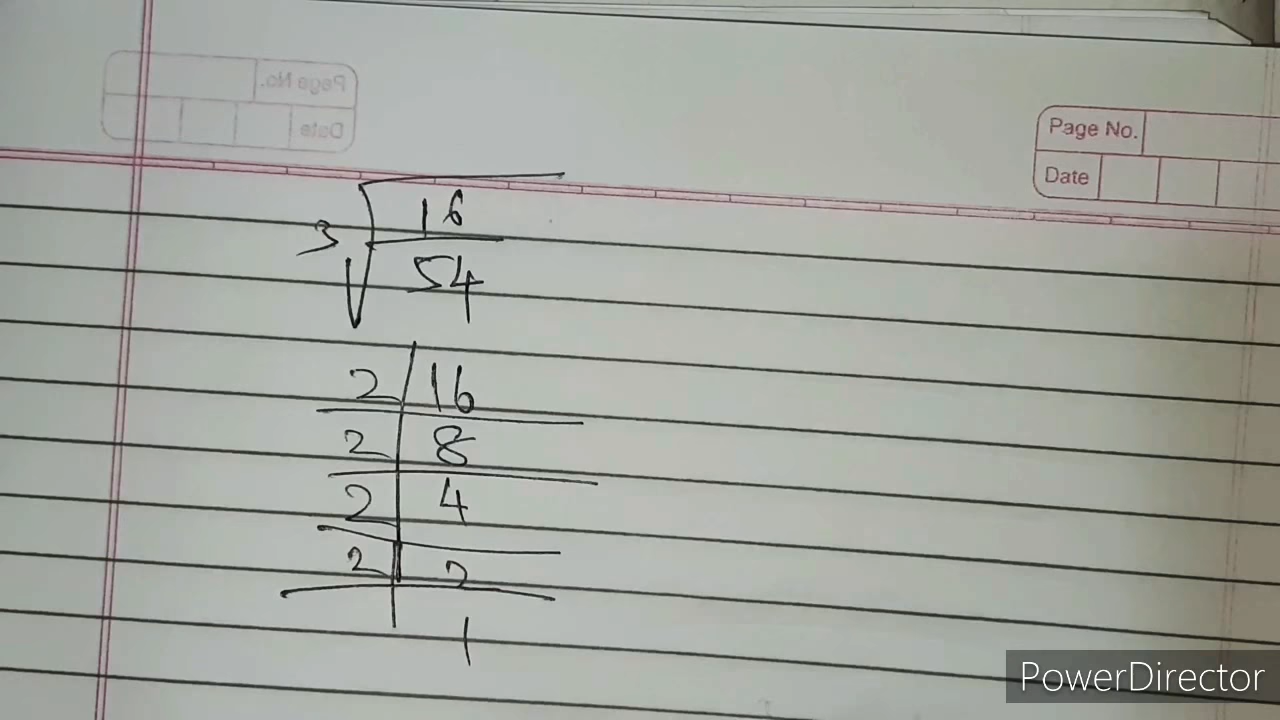 Page No.
Date
Page No.
Date
3√16/54
2 | 16
2 | 8
2 | 4
2 | 2
1
PowerDirector